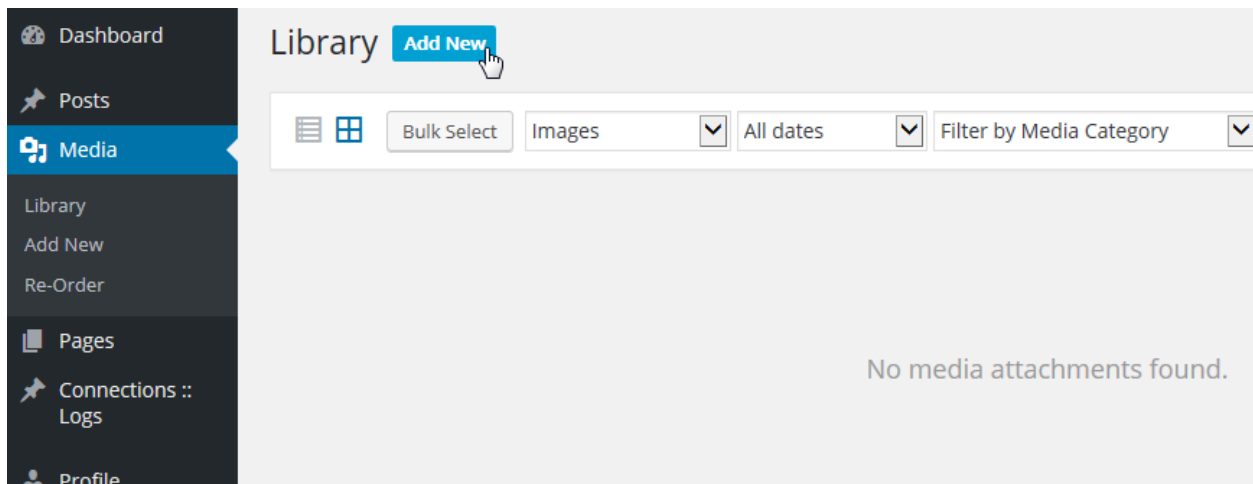 Dashboard
Posts
Media
Library
Add New
Re-Order
Pages
Connections ::
Logs
Profile
Library Add New
Bulk Select Images All dates Filter by Media Category
No media attachments found.